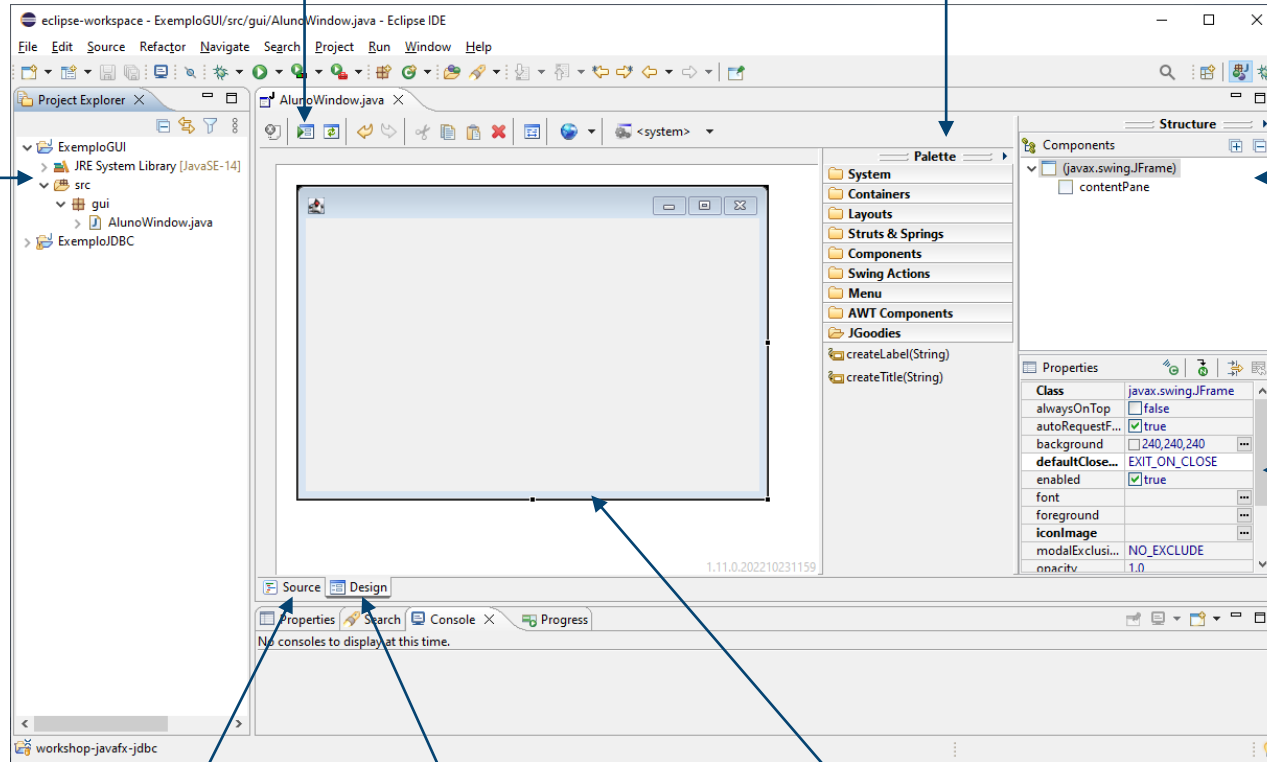 eclipse-workspace - ExemploGUI/src/gui/AlunoWindow.java - Eclipse IDE
File Edit Source Refactor Navigate Search Project Run Window Help
Project Explorer
ExemploGUI
JRE System Library [JavaSE-14]
src
gui
AlunoWindow.java
ExemploJDBC
AlunoWindow.java
<system>
Palette
System
Containers
Layouts
Struts & Springs
Components
Swing Actions
Menu
AWT Components
JGoodies
createLabel(String)
createTitle(String)
1.11.0.202210231159
Structure
Components
(javax.swing.JFrame)
contentPane
Properties
Class javax.swing.JFrame
alwaysOnTop false
autoRequestF... true
background 240,240,240
defaultClose... EXIT_ON_CLOSE
enabled true
font
foreground
iconImage
modalExclusi... NO_EXCLUDE
opacity 1.0
Source Design
Properties Search Console Progress
No consoles to display at this time.
workshop-javafx-jdbc